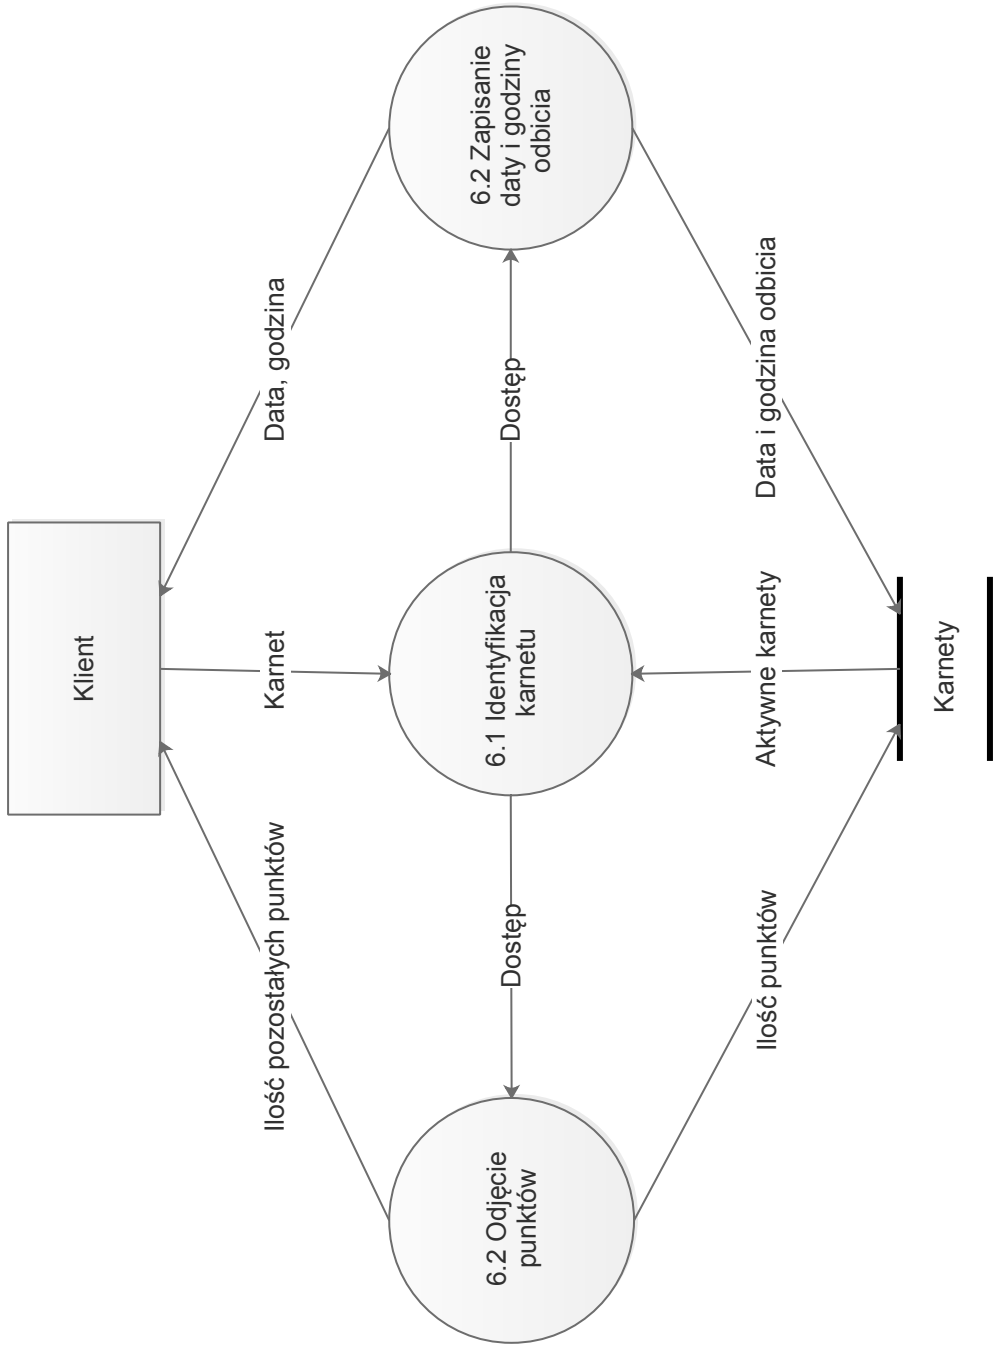 Klient
Ilość pozostałych punktów
Karnet
Data, godzina
6.2 Odjęcie
punktów
Dostęp
6.1 Identyfikacja
karnetu
Dostęp
6.2 Zapisanie
daty i godziny
odbicia
Ilość punktów
Aktywne karnety
Data i godzina odbicia
Karnety